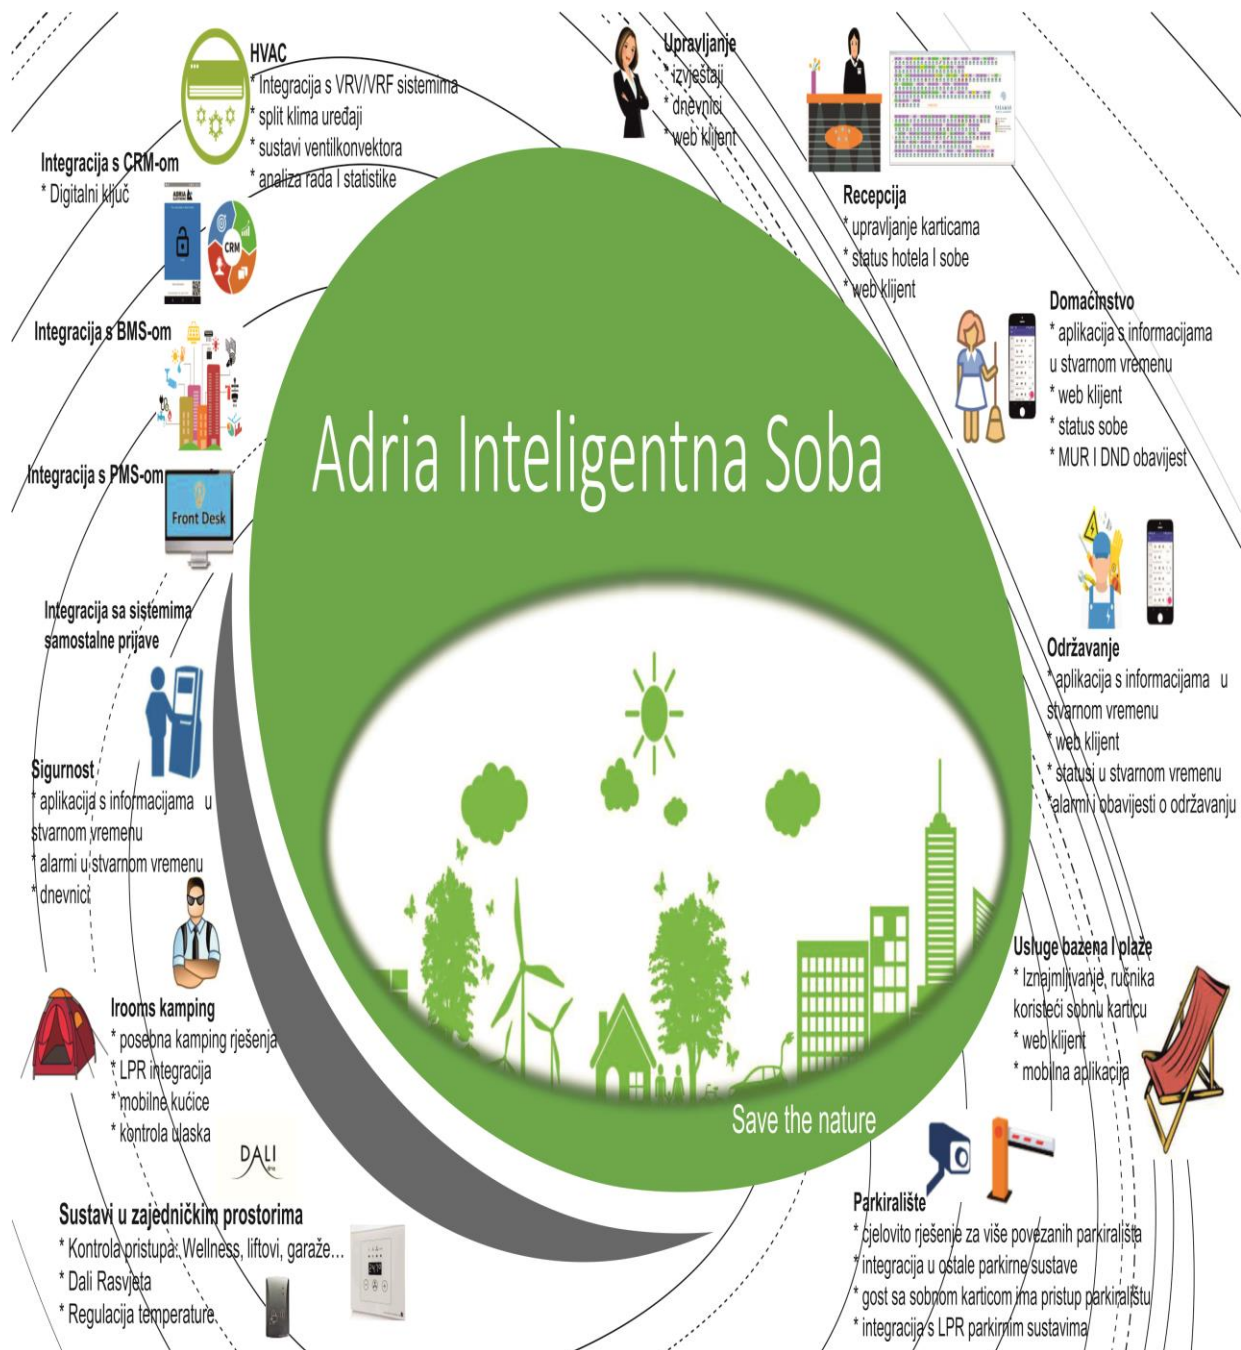 HVAC
* Integracija s VRV/VRF sistemima
* split klima uređaji
* sustavi ventilkonvektora
* analiza rada I statistike
Integracija s CRM-om
* Digitalni ključ
ADRIA
CRM
Integracija s BMS-om
Integracija s PMS-om
Front Desk
Integracija sa sistemima
samostalne prijave
Sigurnost
* aplikacija s informacijama u
stvarnom vremenu
* alarmi u stvarnom vremenu
* dnevnici
Irooms kamping
* posebna kamping rješenja
* LPR integracija
* mobilne kućice
* kontrola ulaska
DALI
Sustavi u zajedničkim prostorima
* Kontrola pristupa: Wellness, liftovi, garaže...
* Dali Rasvjeta
* Regulacija temperature
Adria Inteligentna Soba
Save the nature
Upravljanje
* izvještaji
* dnevnici
* web klijent
Recepcija
* upravljanje karticama
* status hotela I sobe
* web klijent
Domaćinstvo
* aplikacija s informacijama
u stvarnom vremenu
* web klijent
* status sobe
* MUR I DND obavijest
Održavanje
* aplikacija s informacijama u
stvarnom vremenu
* web klijent
* statusi u stvarnom vremenu
*alarmi i obavijesti o održavanju
Usluge bazena I plaže
* Iznajmljivanje, ručnika
koristeći sobnu karticu
* web klijent
* mobilna aplikacija
Parkiralište
* cjelovito rješenje za više povezanih parkirališta
* integracija u ostale parkirne sustave
* gost sa sobnom karticom ima pristup parkiralištu
* integracija s LPR parkirnim sustavima